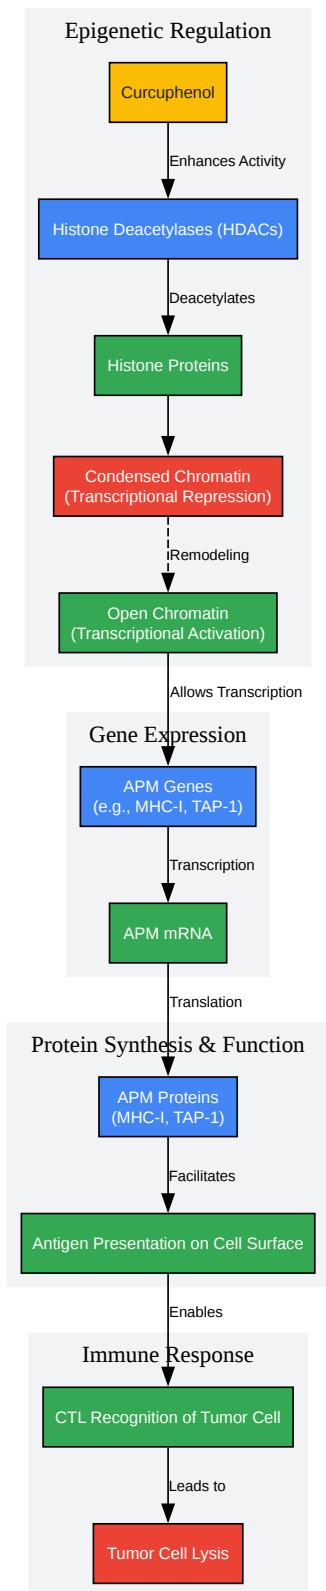 Epigenetic Regulation
Curcuphenol
Enhances Activity
Histone Deacetylases (HDACs)
Deacetylates
Histone Proteins
Condensed Chromatin
(Transcriptional Repression)
Remodeling
Open Chromatin
(Transcriptional Activation)
Allows Transcription
Gene Expression
APM Genes
(e.g., MHC-I, TAP-1)
Transcription
APM mRNA
Translation
Protein Synthesis & Function
APM Proteins
(MHC-I, TAP-1)
Facilitates
Antigen Presentation on Cell Surface
Enables
Immune Response
CTL Recognition of Tumor Cell
Leads to
Tumor Cell Lysis